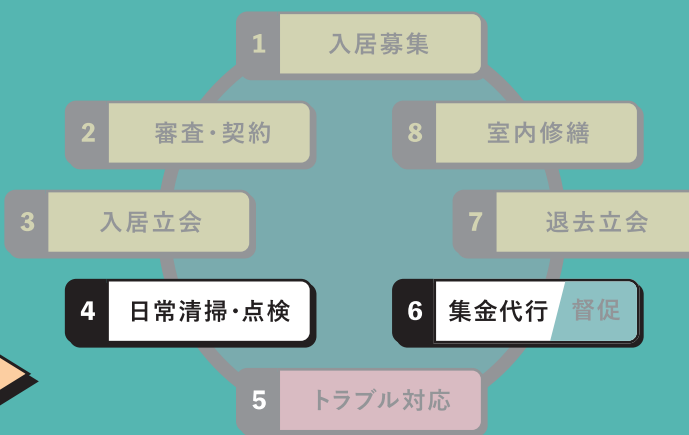 1 入居募集
2 審査・契約
8 室内修繕
3 入居立会
7 退去立会
4 日常清掃・点検
6 集金代行 督促
5 トラブル対応